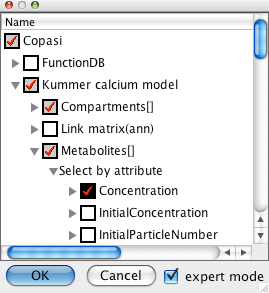 Name
Copasi
FunctionDB
Kummer calcium model
Compartments[]
Link matrix(ann)
Metabolites[]
Select by attribute
Concentration
InitialConcentration
InitialParticleNumber
OK Cancel expert mode